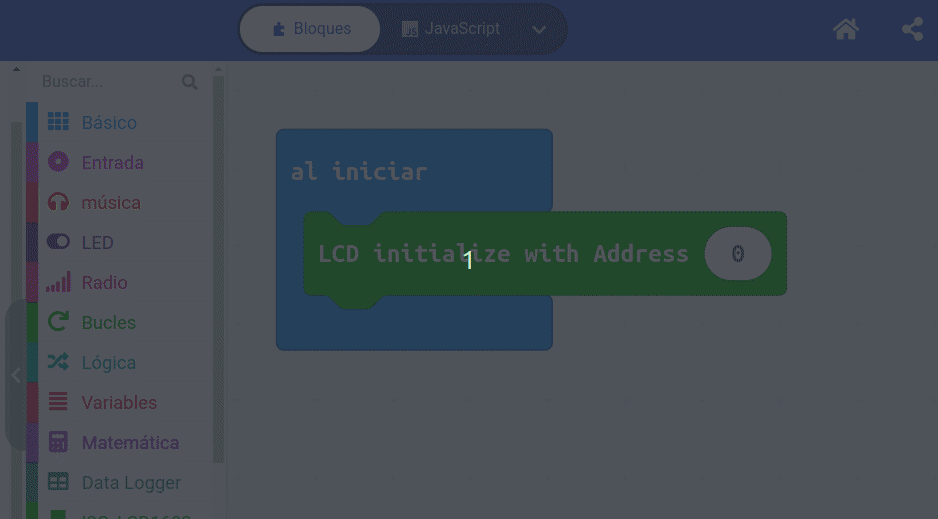 Bloques
JavaScript
Buscar...
Básico
Entrada
música
LED
Radio
Bucles
Lógica
Variables
Matemática
Data Logger
al iniciar
LCD initialize with Address 0
1